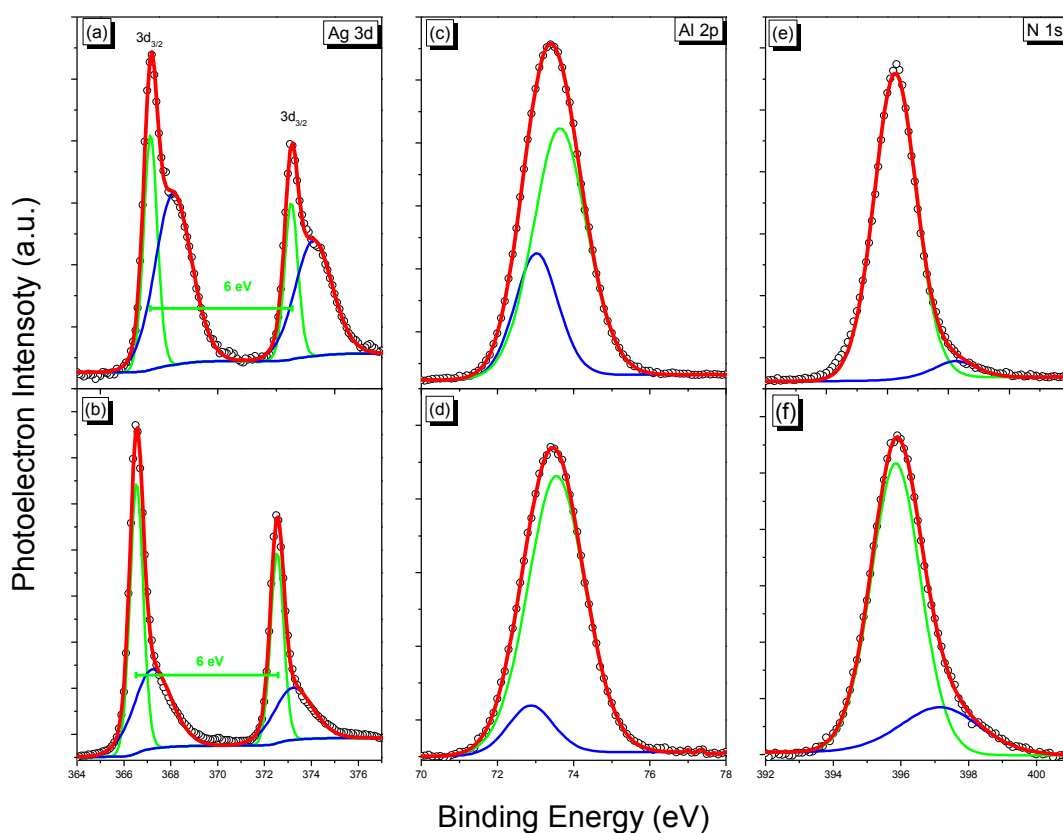 (a)
3d3/2
Ag 3d
3d3/2
6 eV
(c)
Al 2p
(e)
N 1s
(b)
6 eV
(d)
(f)
364 366 368 370 372 374 376
70 72 74 76 78
392 394 396 398 400
Photoelectron Intensoty (a.u.)
Binding Energy (eV)